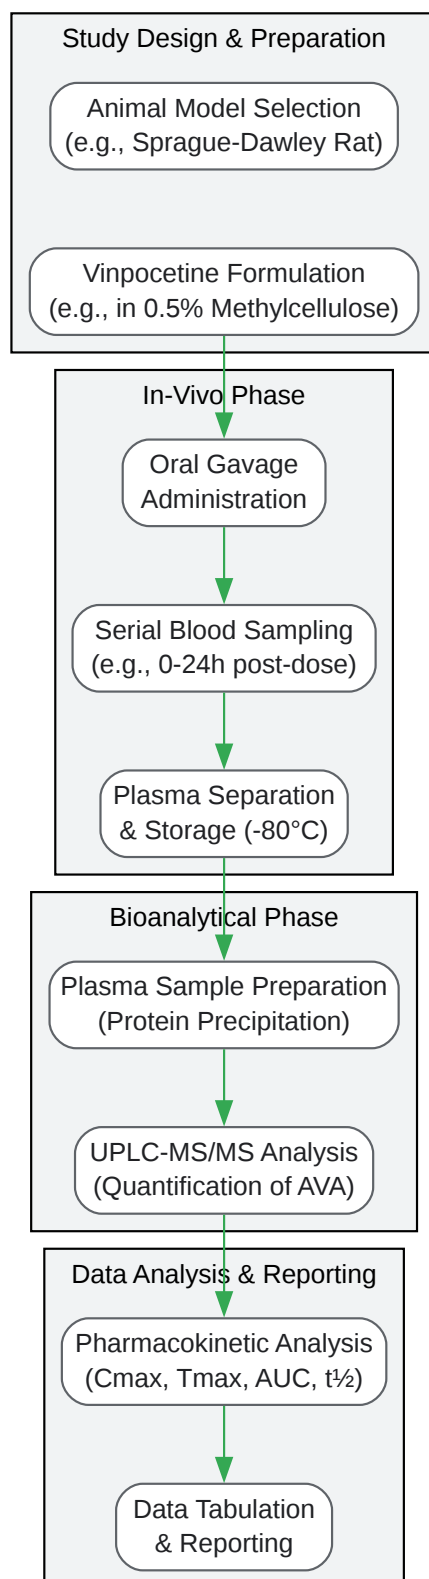 Study Design & Preparation
Animal Model Selection
(e.g., Sprague-Dawley Rat)
Vinpocetine Formulation
(e.g., in 0.5% Methylcellulose)
In-Vivo Phase
Oral Gavage
Administration
Serial Blood Sampling
(e.g., 0-24h post-dose)
Plasma Separation
& Storage (-80°C)
Bioanalytical Phase
Plasma Sample Preparation
(Protein Precipitation)
UPLC-MS/MS Analysis
(Quantification of AVA)
Data Analysis & Reporting
Pharmacokinetic Analysis
(Cmax, Tmax, AUC, t½)
Data Tabulation
& Reporting